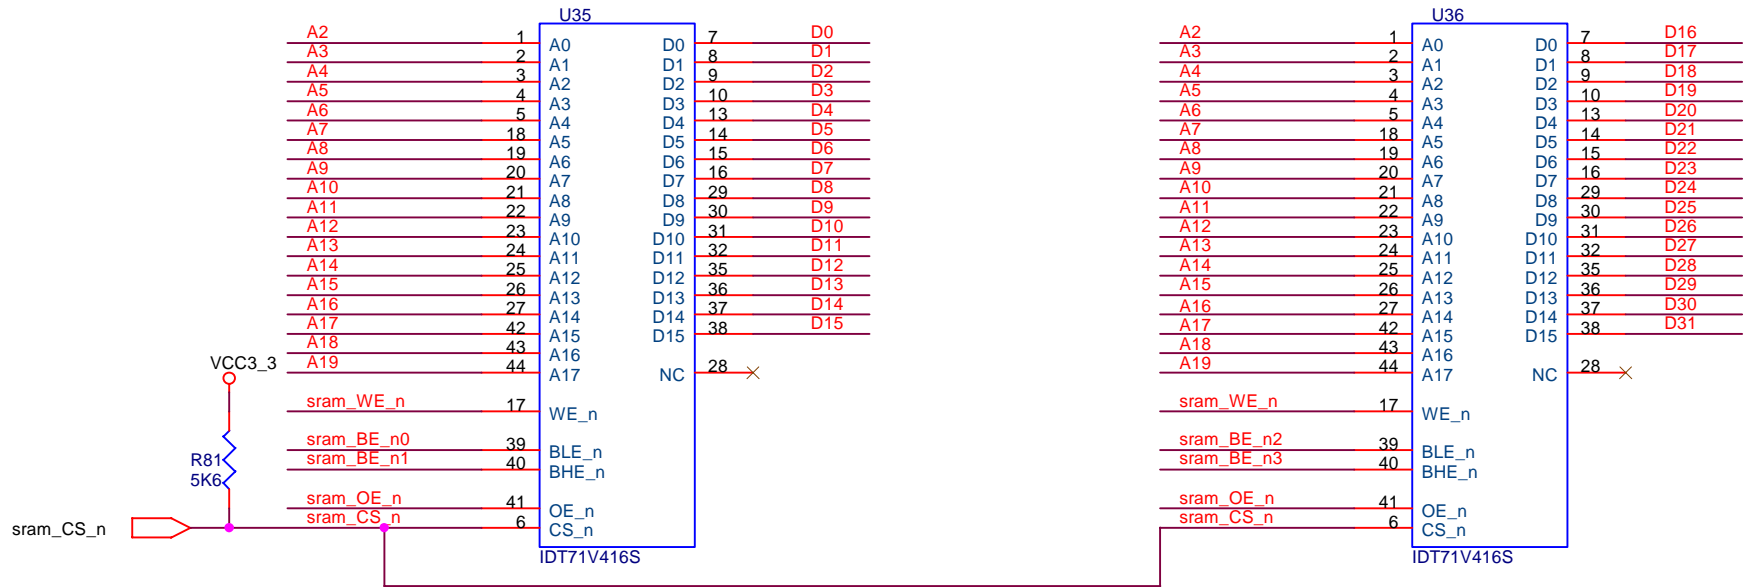 U35
A2 1 A0 D0 7 D0
A3 2 A1 D1 8 D1
A4 3 A2 D2 9 D2
A5 4 A3 D3 10 D3
A6 5 A4 D4 13 D4
A7 18 A5 D5 14 D5
A8 19 A6 D6 15 D6
A9 20 A7 D7 16 D7
A10 21 A8 D8 29 D8
A11 22 A9 D9 30 D9
A12 23 A10 D10 31 D10
A13 24 A11 D11 32 D11
A14 25 A12 D12 35 D12
A15 26 A13 D13 36 D13
A16 27 A14 D14 37 D14
A17 42 A15 D15 38 D15
A18 43 A16
A19 44 A17 NC 28
VCC3_3
sram_WE_n 17 WE_n
sram_BE_n0 39 BLE_n
sram_BE_n1 40 BHE_n
R81
5K6
sram_OE_n 41 OE_n
sram_CS_n sram_CS_n 6 CS_n
IDT71V416S
U36
A2 1 A0 D0 7 D16
A3 2 A1 D1 8 D17
A4 3 A2 D2 9 D18
A5 4 A3 D3 10 D19
A6 5 A4 D4 13 D20
A7 18 A5 D5 14 D21
A8 19 A6 D6 15 D22
A9 20 A7 D7 16 D23
A10 21 A8 D8 29 D24
A11 22 A9 D9 30 D25
A12 23 A10 D10 31 D26
A13 24 A11 D11 32 D27
A14 25 A12 D12 35 D28
A15 26 A13 D13 36 D29
A16 27 A14 D14 37 D30
A17 42 A15 D15 38 D31
A18 43 A16
A19 44 A17 NC 28
sram_WE_n 17 WE_n
sram_BE_n2 39 BLE_n
sram_BE_n3 40 BHE_n
sram_OE_n 41 OE_n
sram_CS_n 6 CS_n
IDT71V416S